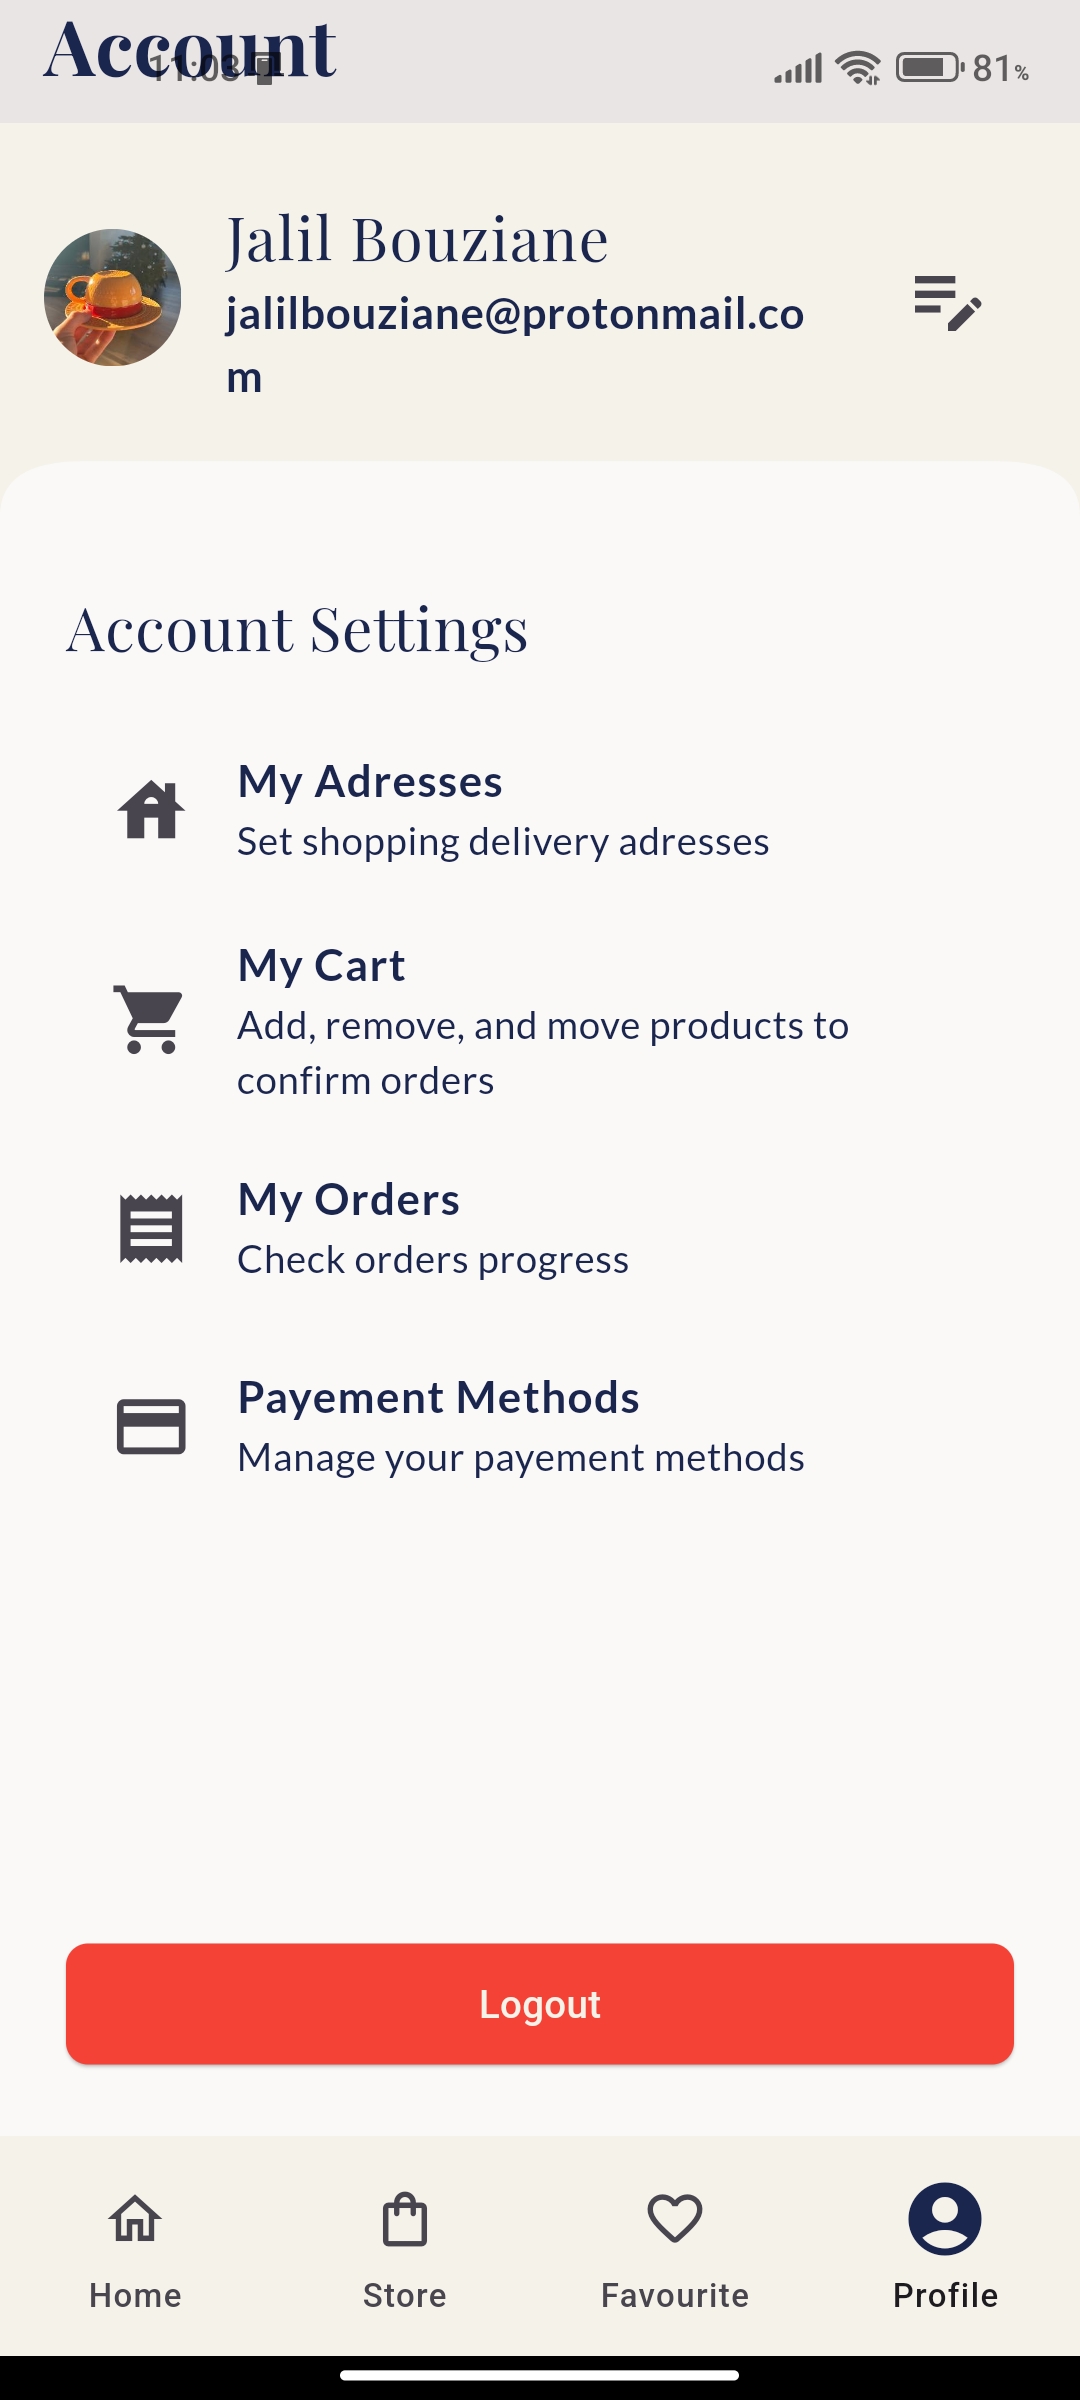 Account
11:03
81%
Jalil Bouziane
jalilbouziane@protonmail.co
m
Account Settings
My Adresses
Set shopping delivery adresses
My Cart
Add, remove, and move products to
confirm orders
My Orders
Check orders progress
Payement Methods
Manage your payement methods
Logout
Home
Store
Favourite
Profile